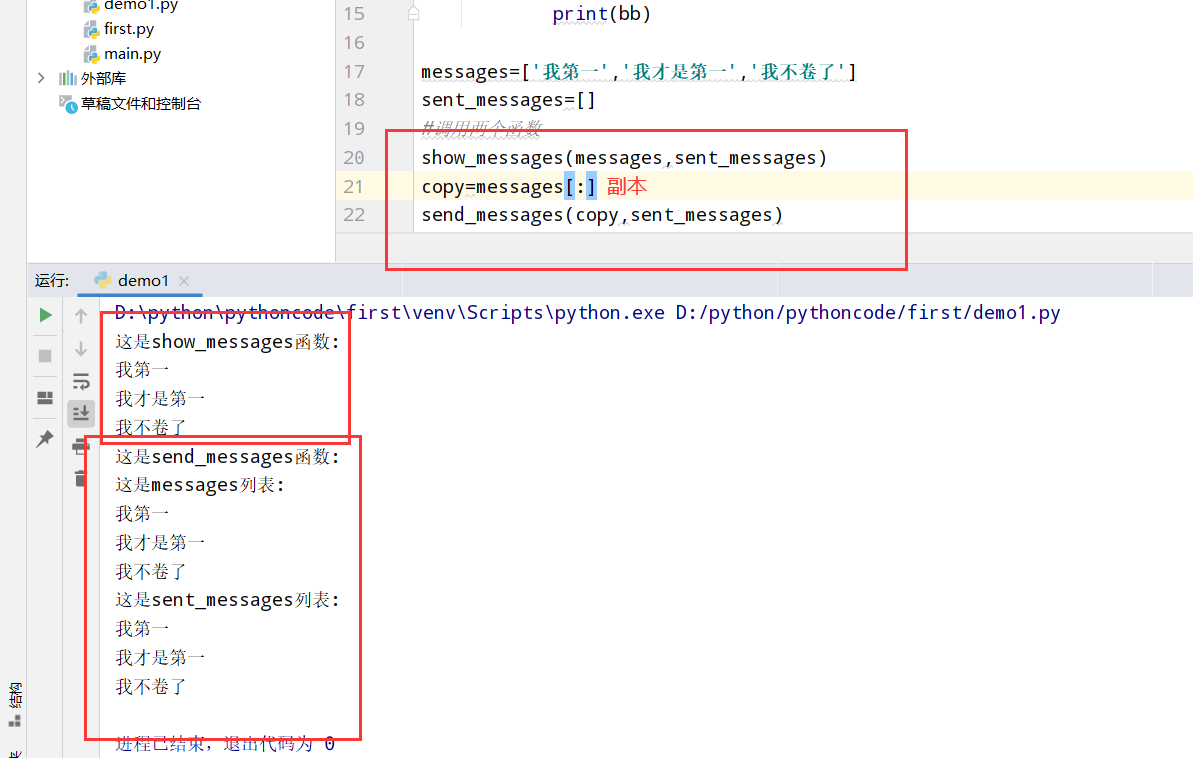 demo1.py
first.py
main.py
外部库
草稿文件和控制台
15 print(bb)
16
17 messages=['我第一','我才是第一','我不卷了']
18 sent_messages=[]
19 #调用两个函数
20 show_messages(messages,sent_messages)
21 copy=messages[:] 副本
22 send_messages(copy,sent_messages)
运行: demo1
D:\python\pythoncode\first\venv\Scripts\python.exe D:/python/pythoncode/first/demo1.py
这是show_messages函数:
我第一
我才是第一
我不卷了
这是send_messages函数:
这是messages列表:
我第一
我才是第一
我不卷了
这是sent_messages列表:
我第一
我才是第一
我不卷了
结构
进程已结束,退出代码为 0